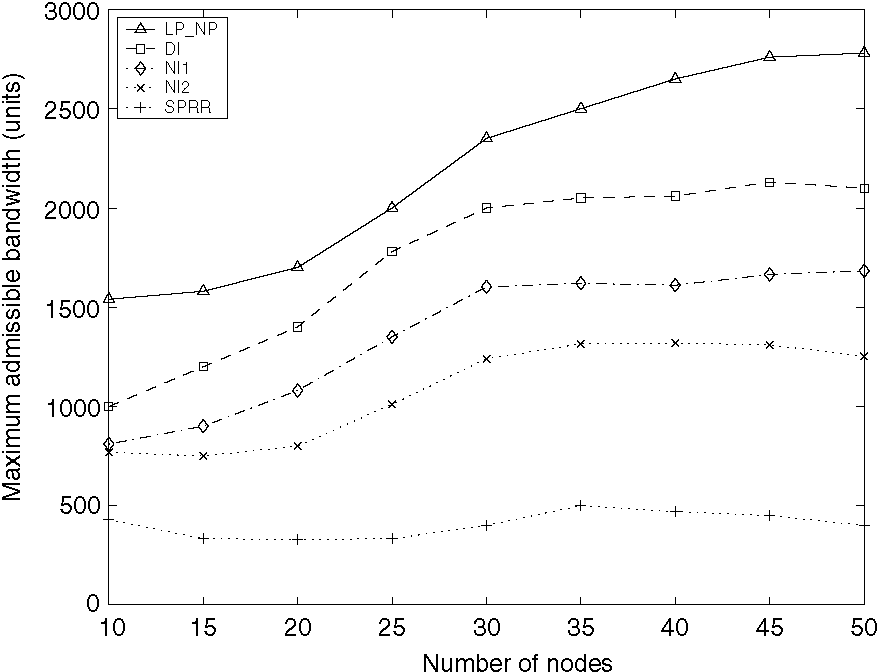 3000
2500
2000
1500
1000
500
0
Maximum admissible bandwidth (units)
LP_NP
DI
NI1
NI2
SPRR
10 15 20 25 30 35 40 45 50
Number of nodes